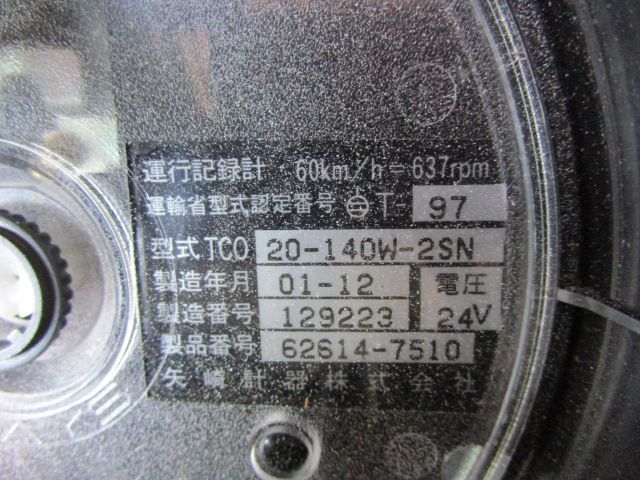 運行記録計 60km/h=637rpm
運輸省型式認定番号 T-97
型式TCO 20-140W-2SN
製造年月 01-12 電圧
製造番号 129223 24V
製品番号 62614-7510
矢崎計器株式会社